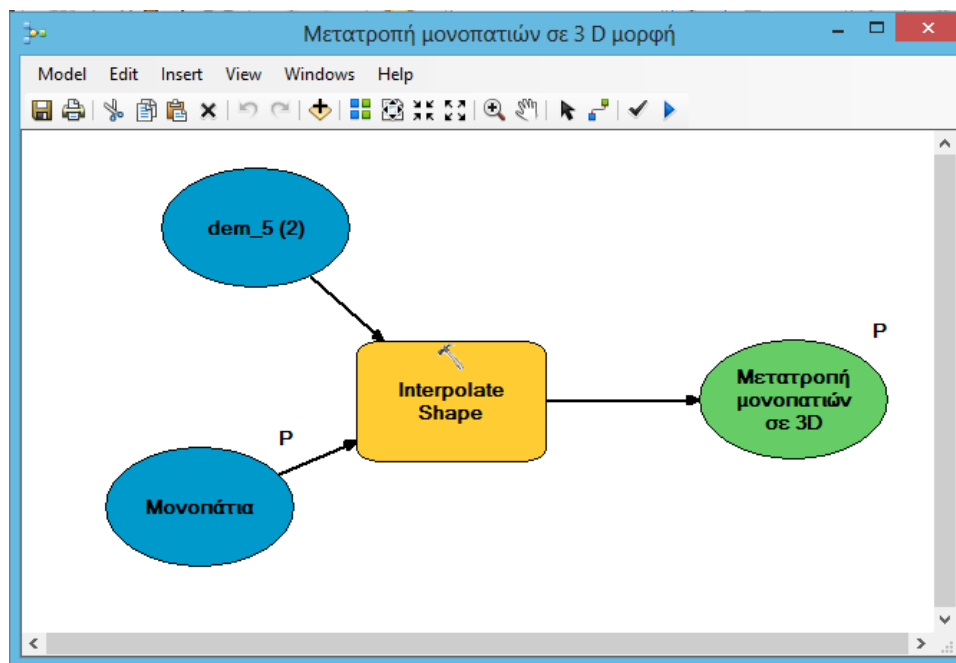 Μετατροπή μονοπατιών σε 3 D μορφή
Model Edit Insert View Windows Help
dem_5 (2)
P
Interpolate
Shape
Μετατροπή
μονοπατιών
σε 3D
P
Μονοπάτια